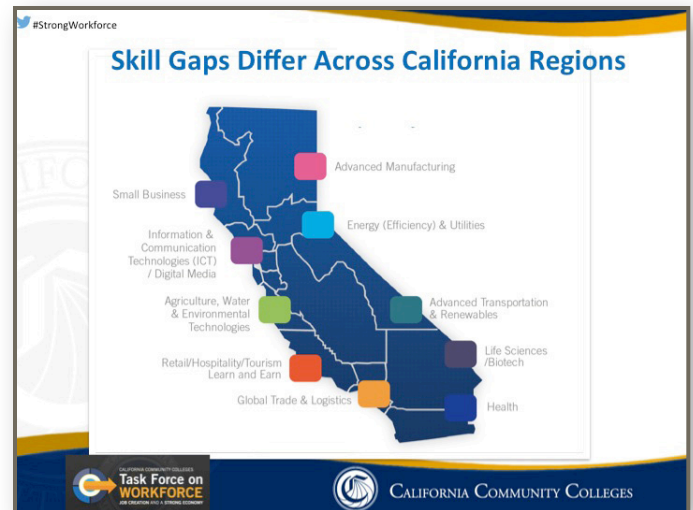 #StrongWorkforce
Skill Gaps Differ Across California Regions
Advanced Manufacturing
Small Business
Energy (Efficiency) & Utilities
Information &
Communication
Technologies (ICT)
/ Digital Media
Agriculture, Water
& Environmental
Technologies
Advanced Transportation
& Renewables
Life Sciences
/Biotech
Retail/Hospitality/Tourism
Learn and Earn
Global Trade & Logistics
Health
CALIFORNIA COMMUNITY COLLEGES
Task Force on
WORKFORCE
JOB CREATION AND A STRONG ECONOMY
CALIFORNIA COMMUNITY COLLEGES